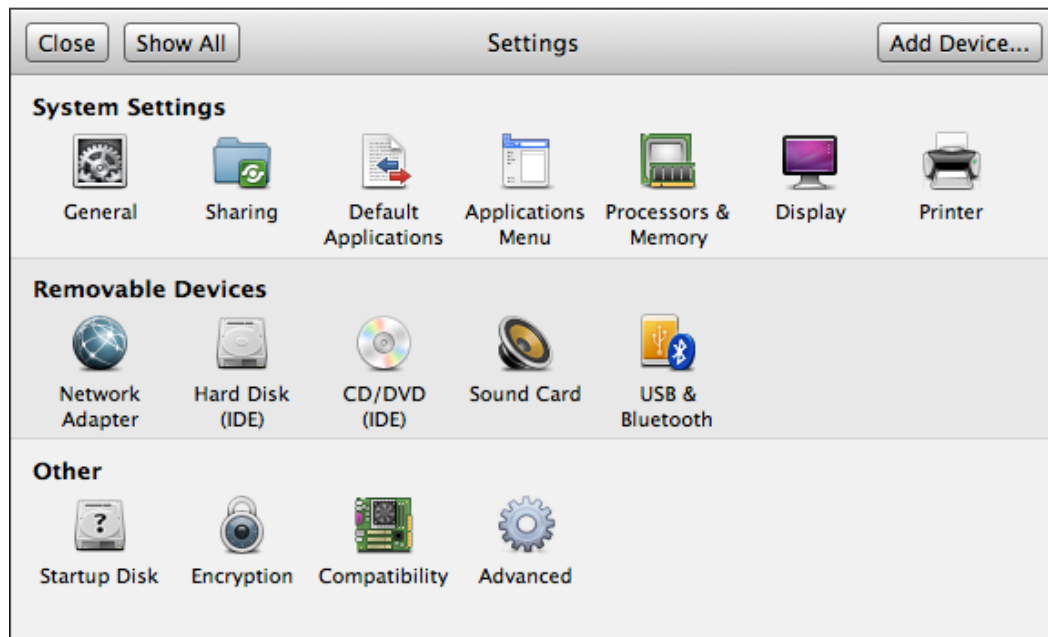 Close Show All Settings Add Device...
System Settings
General Sharing Default Applications Applications Menu Processors & Memory Display Printer
Removable Devices
Network Adapter Hard Disk (IDE) CD/DVD (IDE) Sound Card USB & Bluetooth
Other
Startup Disk Encryption Compatibility Advanced